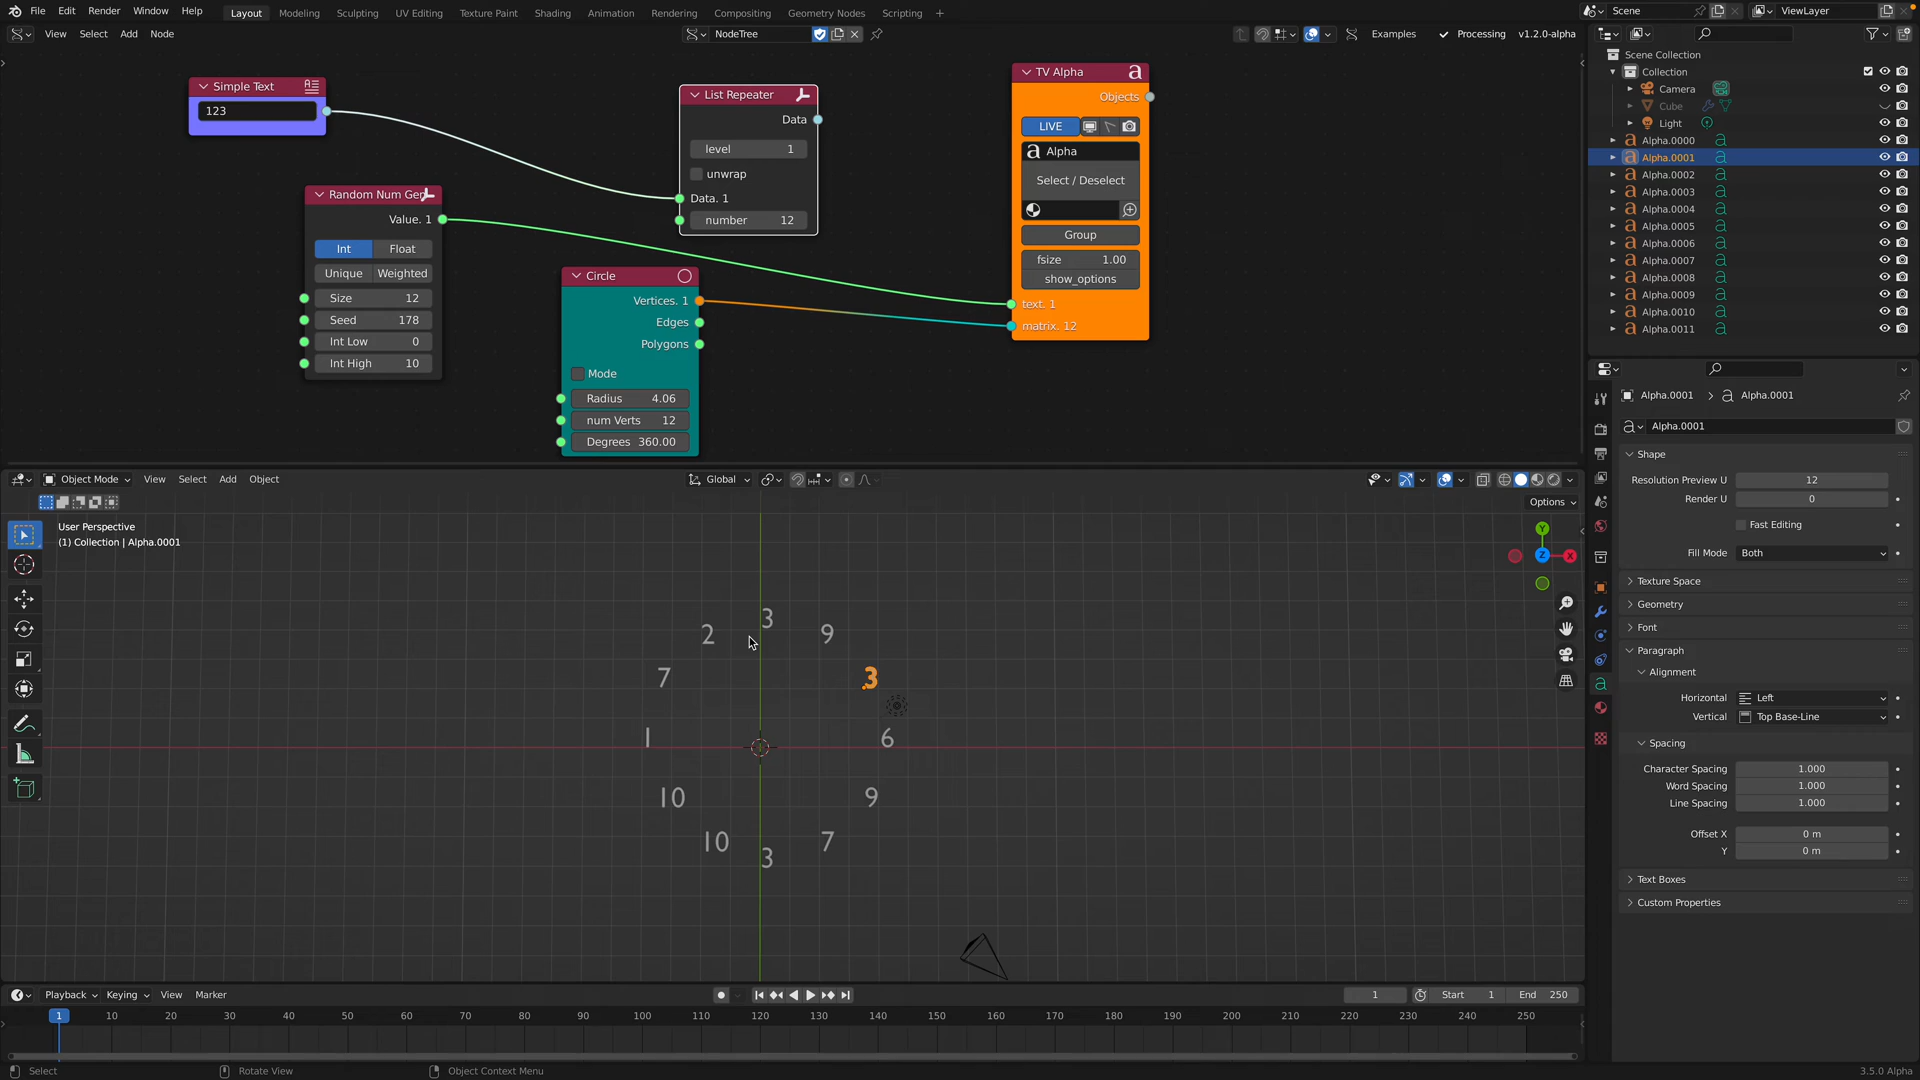 File Edit Render Window Help Layout Modeling Sculpting UV Editing Texture Paint Shading Animation Rendering Compositing Geometry Nodes Scripting + Scene ViewLayer
View Select Add Node NodeTree Examples Processing v1.2.0-alpha
Simple Text
123
Random Num Gen
Value. 1
Int Float
Unique Weighted
Size 12
Seed 178
Int Low 0
Int High 10
List Repeater
Data
level 1
unwrap
Data. 1
number 12
Circle
Vertices. 1
Edges
Polygons
Mode
Radius 4.06
num Verts 12
Degrees 360.00
TV Alpha
Objects
LIVE
Alpha
Select / Deselect
Group
fsize 1.00
show_options
text. 1
matrix. 12
Scene Collection
Collection
Camera
Cube
Light
Alpha.0000
Alpha.0001
Alpha.0002
Alpha.0003
Alpha.0004
Alpha.0005
Alpha.0006
Alpha.0007
Alpha.0008
Alpha.0009
Alpha.0010
Alpha.0011
Alpha.0001 > Alpha.0001
Alpha.0001
Shape
Resolution Preview U 12
Render U 0
Fast Editing
Fill Mode Both
Texture Space
Geometry
Font
Paragraph
Alignment
Horizontal Left
Vertical Top Base-Line
Spacing
Character Spacing 1.000
Word Spacing 1.000
Line Spacing 1.000
Offset X 0 m
Y 0 m
Text Boxes
Custom Properties
Object Mode View Select Add Object Global
Options
User Perspective
(1) Collection | Alpha.0001
Y
Z X
3
2 9
7 3
1 6
10 9
10 7
3
Playback Keying View Marker 1 Start 1 End 250
1 10 20 30 40 50 60 70 80 90 100 110 120 130 140 150 160 170 180 190 200 210 220 230 240 250
Select Rotate View Object Context Menu 3.5.0 Alpha